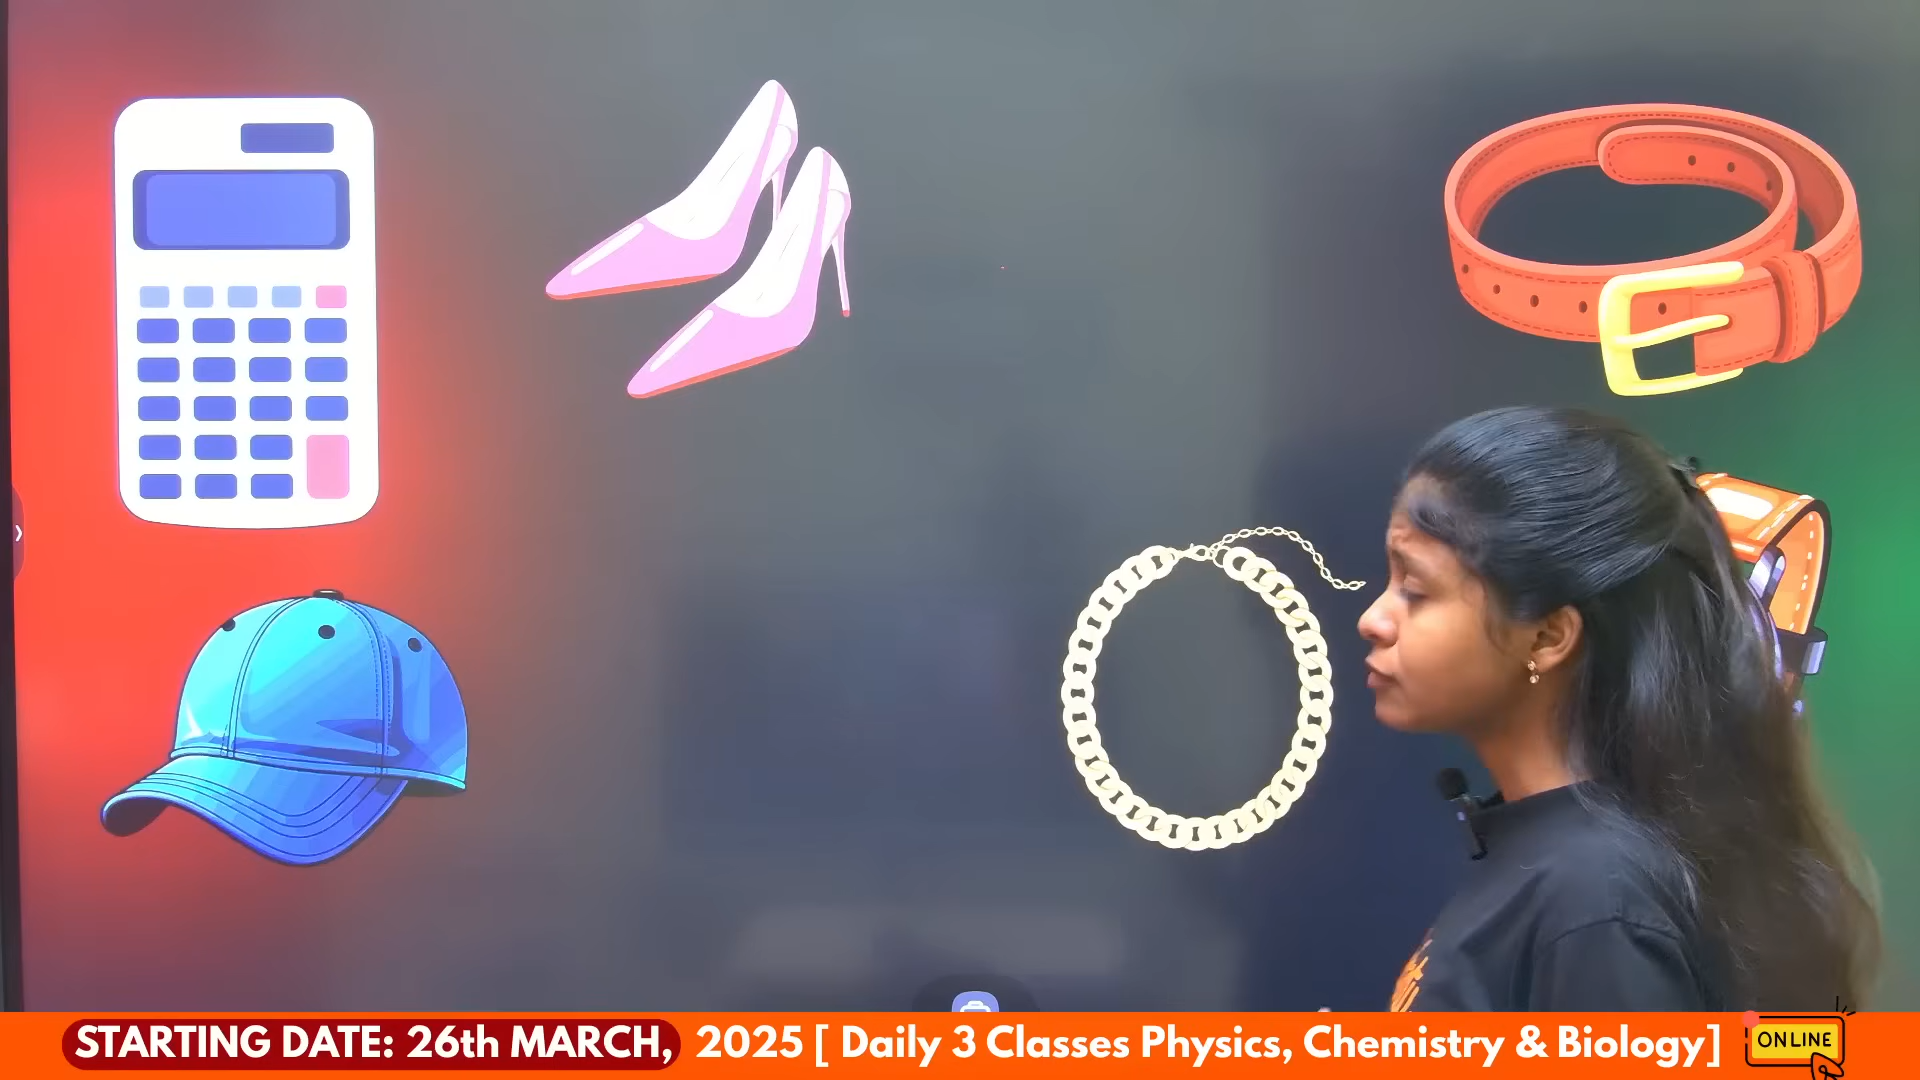 STARTING DATE: 26th MARCH, 2025 [ Daily 3 Classes Physics, Chemistry & Biology]
ONLINE